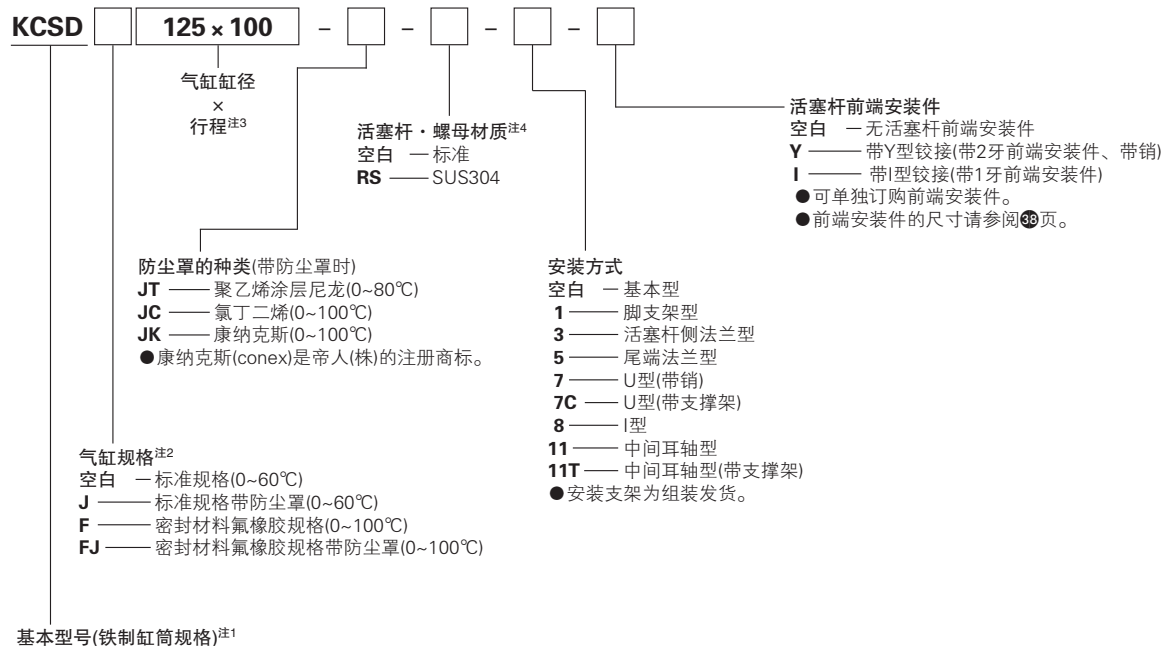 KCSD □ 125 × 100 – □ – □ – □ – □
气缸缸径
×
行程注3
活塞杆・螺母材质注4
空白 — 标准
RS —— SUS304
活塞杆前端安装件
空白 — 无活塞杆前端安装件
Y —— 带Y型铰接(带2牙前端安装件、带销)
I —— 带I型铰接(带1牙前端安装件)
●可单独订购前端安装件。
●前端安装件的尺寸请参阅38页。
防尘罩的种类(带防尘罩时)
JT —— 聚乙烯涂层尼龙(0~80℃)
JC —— 氯丁二烯(0~100℃)
JK —— 康纳克斯(0~100℃)
●康纳克斯(conex)是帝人(株)的注册商标。
安装方式
空白 — 基本型
1 —— 脚支架型
3 —— 活塞杆侧法兰型
5 —— 尾端法兰型
7 —— U型(带销)
7C —— U型(带支撑架)
8 —— I型
11 —— 中间耳轴型
11T —— 中间耳轴型(带支撑架)
●安装支架为组装发货。
气缸规格注2
空白 — 标准规格(0~60℃)
J —— 标准规格带防尘罩(0~60℃)
F —— 密封材料氟橡胶规格(0~100℃)
FJ —— 密封材料氟橡胶规格带防尘罩(0~100℃)
基本型号(铁制缸筒规格)注1